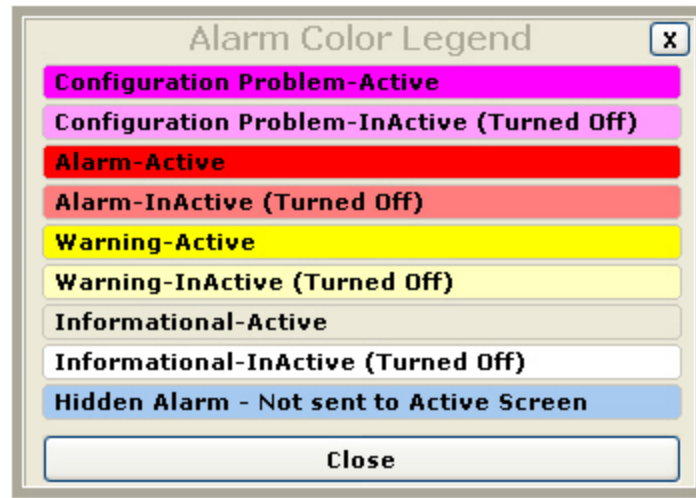 Alarm Color Legend
X
Configuration Problem-Active
Configuration Problem-InActive (Turned Off)
Alarm-Active
Alarm-InActive (Turned Off)
Warning-Active
Warning-InActive (Turned Off)
Informational-Active
Informational-InActive (Turned Off)
Hidden Alarm - Not sent to Active Screen
Close